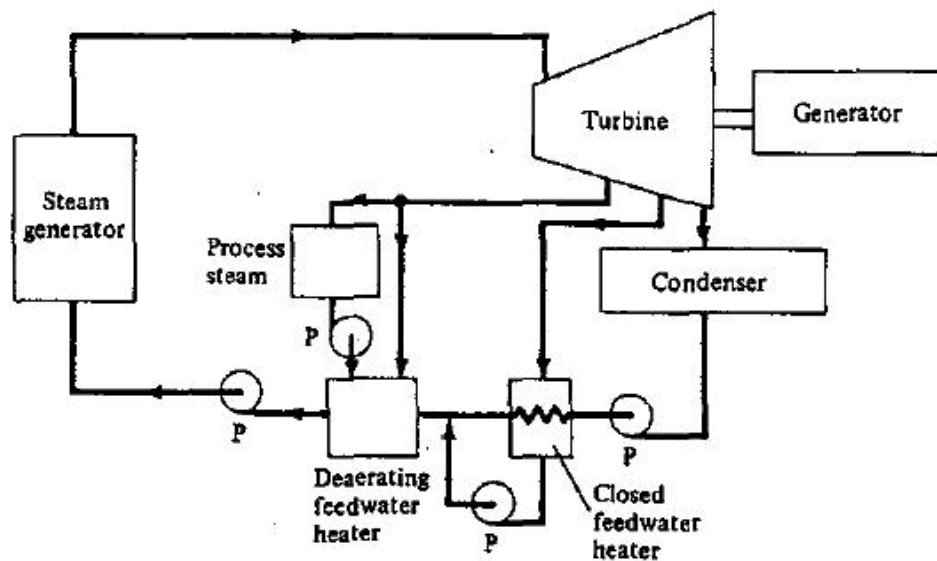 Turbine
Generator
Steam
generator
Process
steam
Condenser
P
P
P
P
Deaerating
feedwater
heater
Closed
feedwater
heater